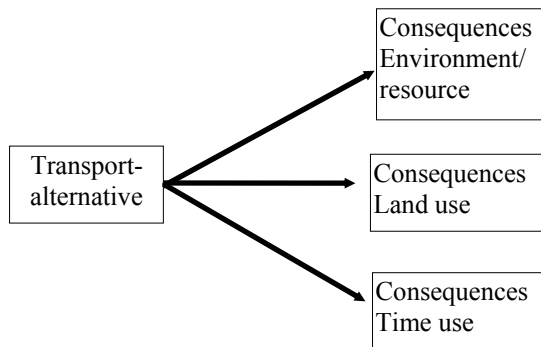 Consequences
Environment/
resource
Transport-
alternative
Consequences
Land use
Consequences
Time use